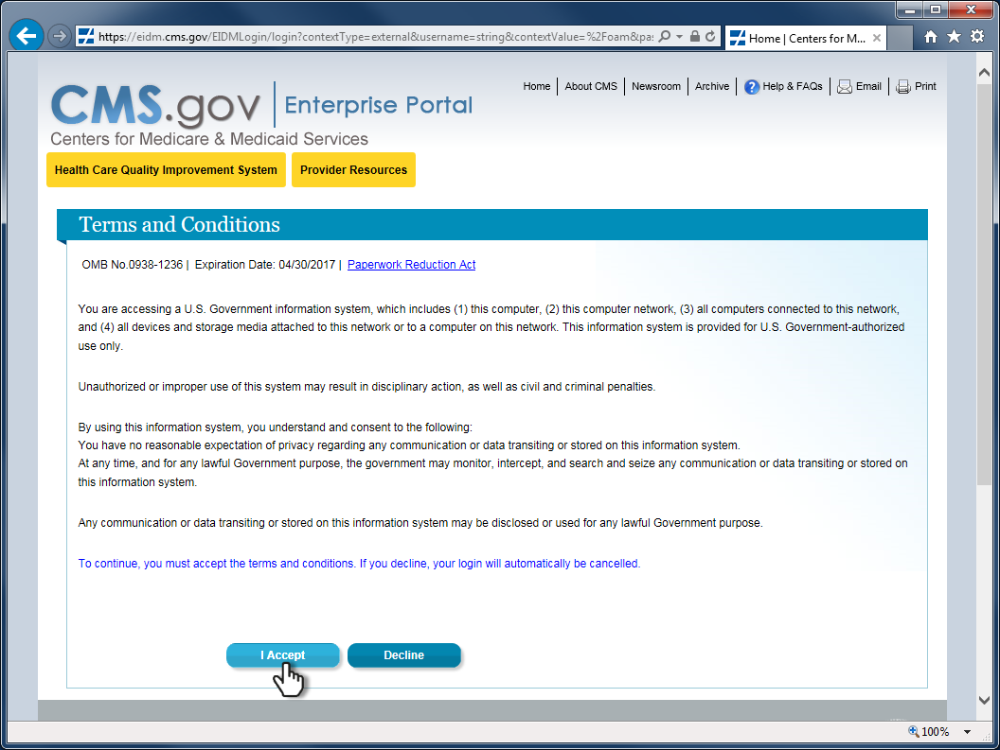 https://eidm.cms.gov/EIDMLogin/login?contextType=external&username=string&contextValue=%2Foam&pa
Home | Centers for M...
Home
About CMS
Newsroom
Archive
? Help & FAQs
Email
Print
CMS.gov
Enterprise Portal
Centers for Medicare & Medicaid Services
Health Care Quality Improvement System
Provider Resources
Terms and Conditions
OMB No.0938-1236 | Expiration Date: 04/30/2017 | Paperwork Reduction Act
You are accessing a U.S. Government information system, which includes (1) this computer, (2) this computer network, (3) all computers connected to this network,
and (4) all devices and storage media attached to this network or to a computer on this network. This information system is provided for U.S. Government-authorized
use only.
Unauthorized or improper use of this system may result in disciplinary action, as well as civil and criminal penalties.
By using this information system, you understand and consent to the following:
You have no reasonable expectation of privacy regarding any communication or data transiting or stored on this information system.
At any time, and for any lawful Government purpose, the government may monitor, intercept, and search and seize any communication or data transiting or stored on
this information system.
Any communication or data transiting or stored on this information system may be disclosed or used for any lawful Government purpose.
To continue, you must accept the terms and conditions. If you decline, your login will automatically be cancelled.
I Accept
Decline
100%